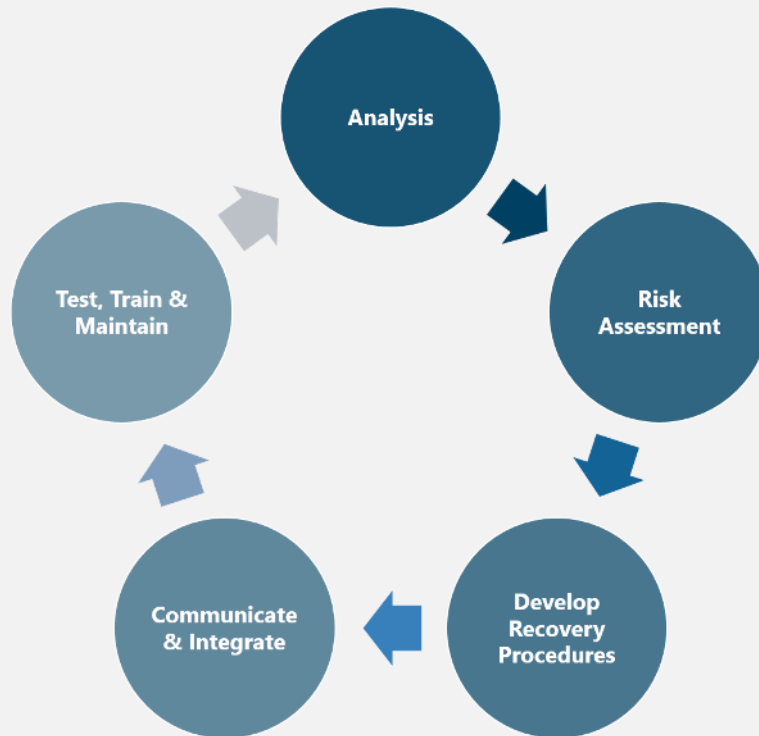 Analysis
Risk
Assessment
Develop
Recovery
Procedures
Communicate
& Integrate
Test, Train &
Maintain